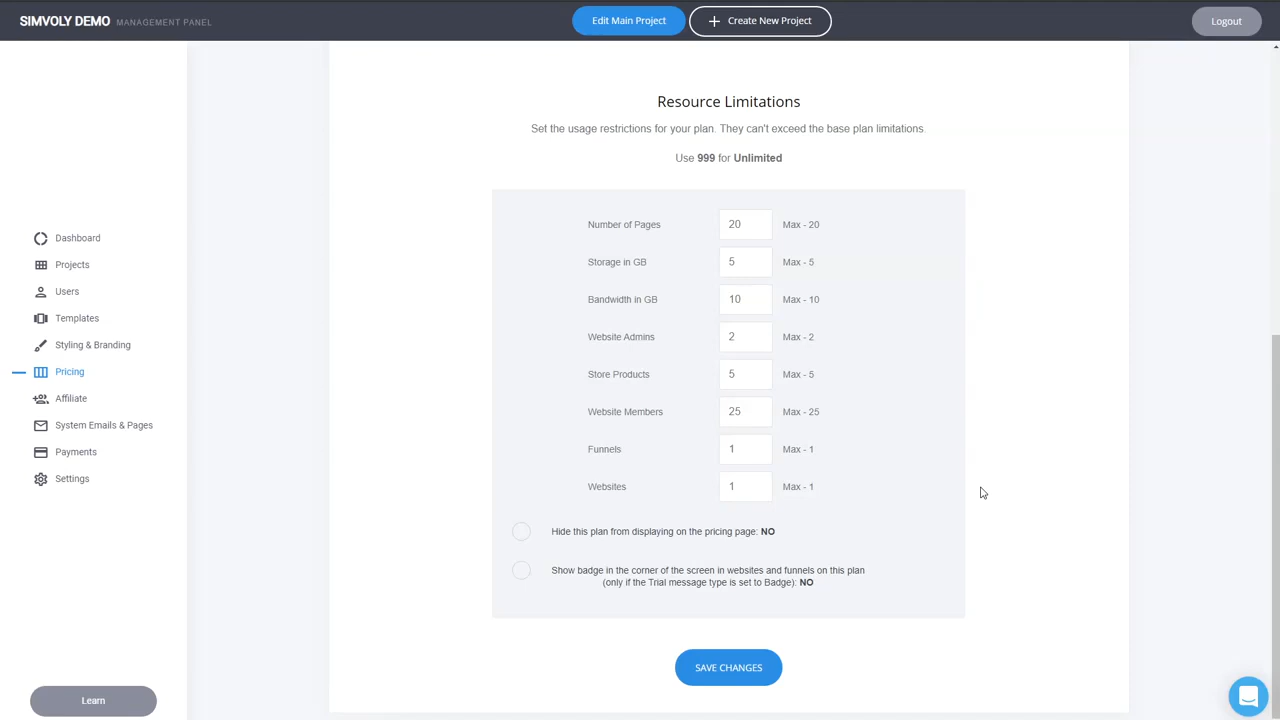 SIMVOLY DEMO MANAGEMENT PANEL
Edit Main Project
Create New Project
Logout
Dashboard
Projects
Users
Templates
Styling & Branding
Pricing
Affiliate
System Emails & Pages
Payments
Settings
Learn
Resource Limitations
Set the usage restrictions for your plan. They can't exceed the base plan limitations
Use 999 for Unlimited
Number of Pages 20 Max - 20
Storage in GB 5 Max - 5
Bandwidth in GB 10 Max - 10
Website Admins 2 Max - 2
Store Products 5 Max - 5
Website Members 25 Max - 25
Funnels 1 Max - 1
Websites 1 Max - 1
Hide this plan from displaying on the pricing page: NO
Show badge in the corner of the screen in websites and funnels on this plan
(only if the Trial message type is set to Badge): NO
SAVE CHANGES